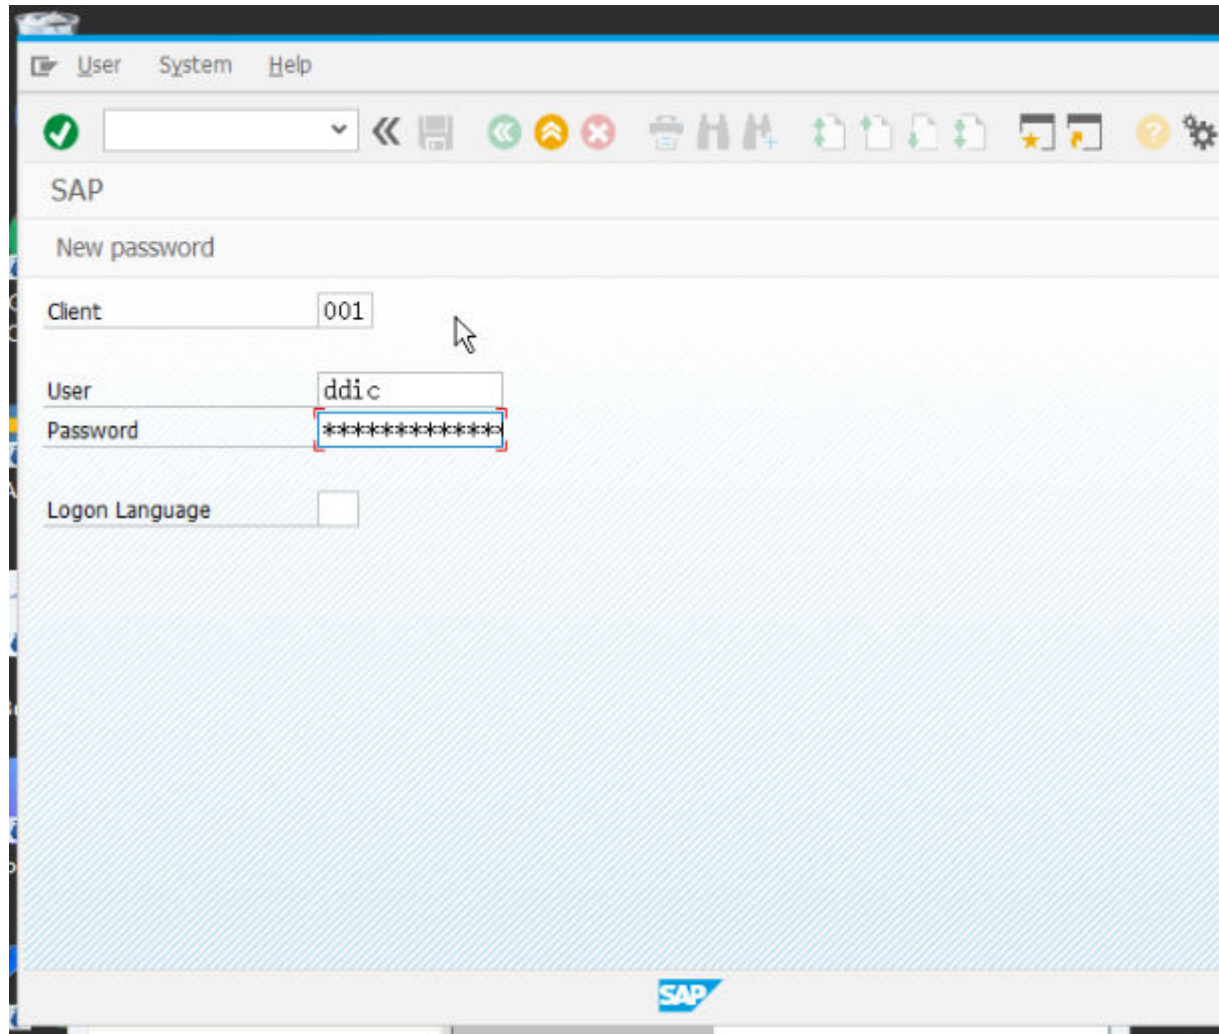 User System Help
SAP
New password
Client 001
User ddic
Password *************
Logon Language
SAP